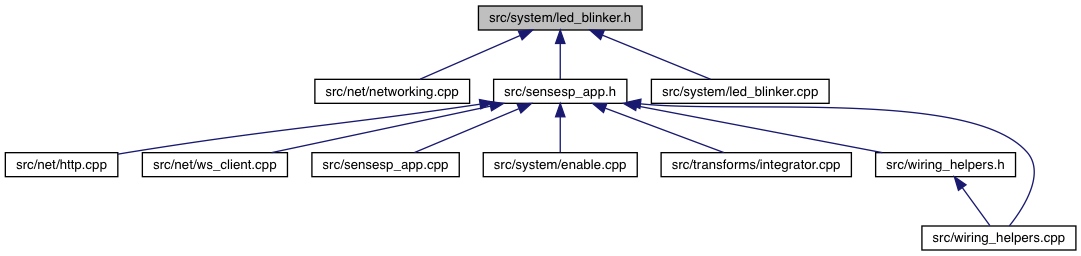 src/system/led_blinker.h
src/net/networking.cpp
src/sensesp_app.h
src/system/led_blinker.cpp
src/net/http.cpp
src/net/ws_client.cpp
src/sensesp_app.cpp
src/system/enable.cpp
src/transforms/integrator.cpp
src/wiring_helpers.h
src/wiring_helpers.cpp